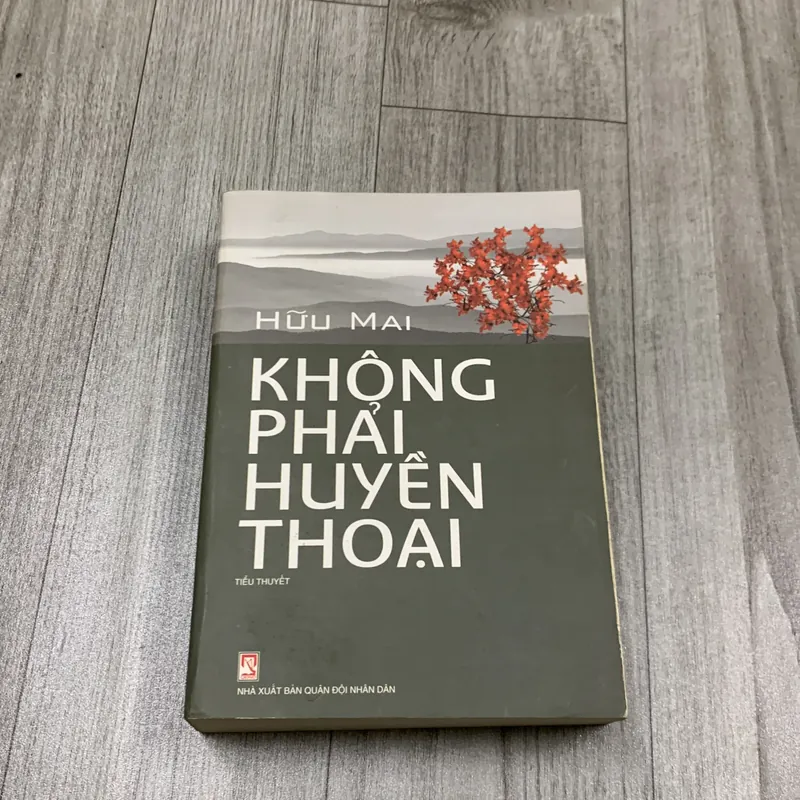 HỮU MAI
KHÔNG
PHẢI
HUYỀN
THOẠI
TIỂU THUYẾT
NHÀ XUẤT BẢN QUÂN ĐỘI NHÂN DÂN